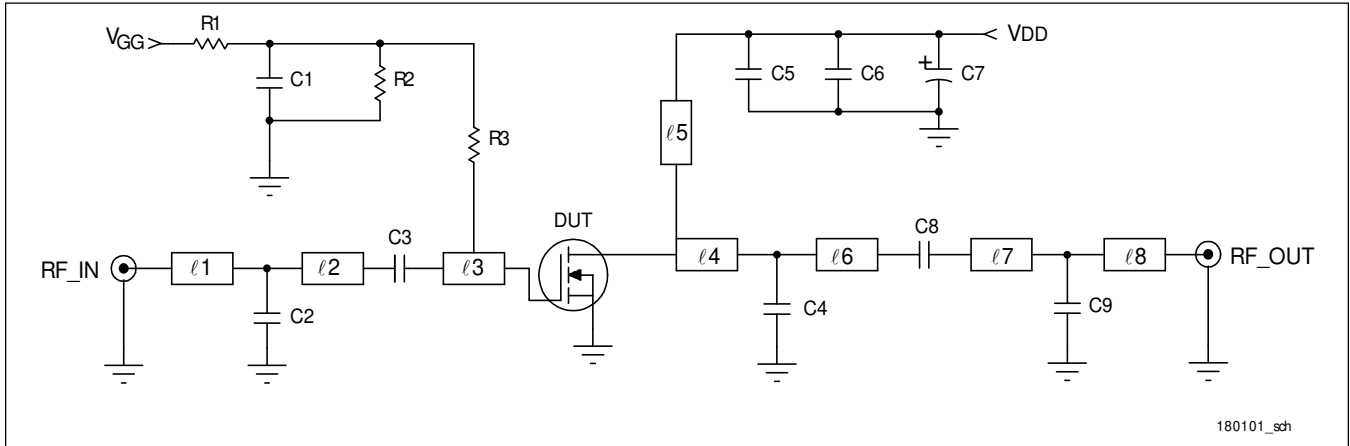 VGG
R1
VDD
C1
R2
C5
C6
+
C7
ℓ5
R3
DUT
C8
C3
RF_IN
ℓ1
ℓ2
ℓ3
ℓ4
ℓ6
ℓ7
ℓ8
RF_OUT
C2
C4
C9
180101_sch